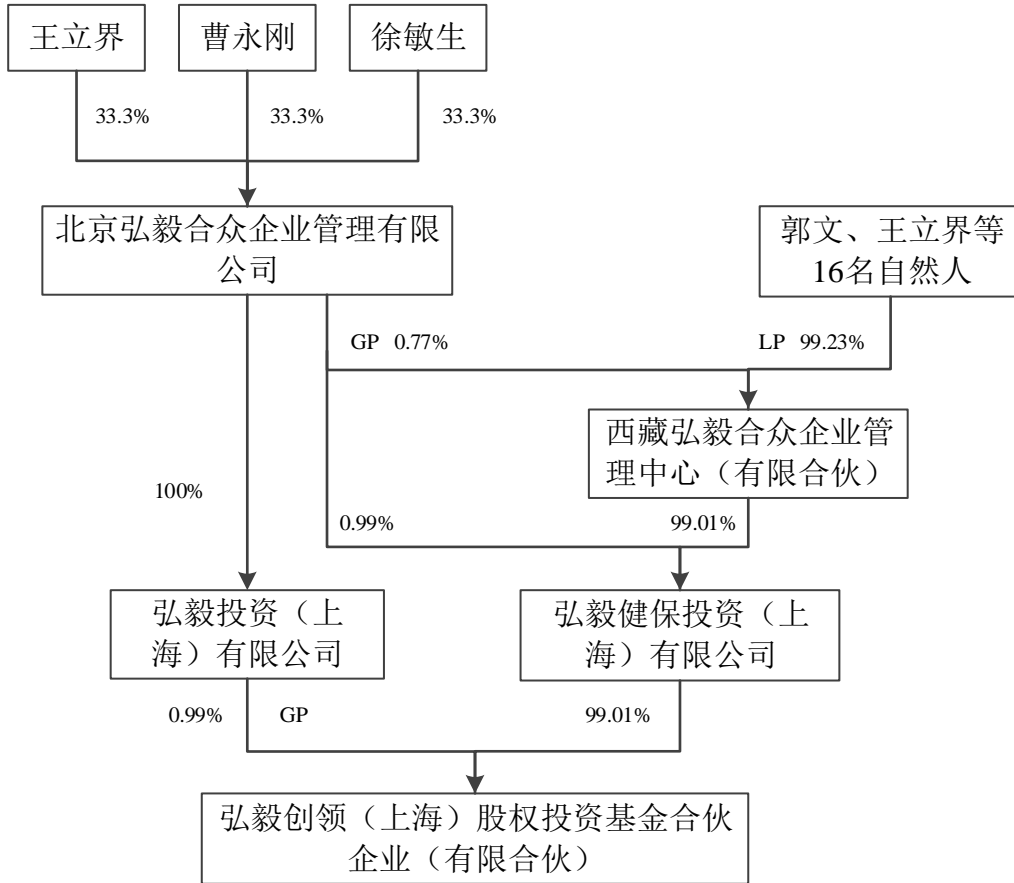 王立界
曹永刚
徐敏生
33.3%
33.3%
33.3%
北京弘毅合众企业管理有限
公司
郭文、王立界等
16名自然人
GP 0.77%
LP 99.23%
西藏弘毅合众企业管
理中心（有限合伙）
100%
0.99%
99.01%
弘毅投资（上
海）有限公司
弘毅健保投资（上
海）有限公司
0.99%
GP
99.01%
弘毅创领（上海）股权投资基金合伙
企业（有限合伙）